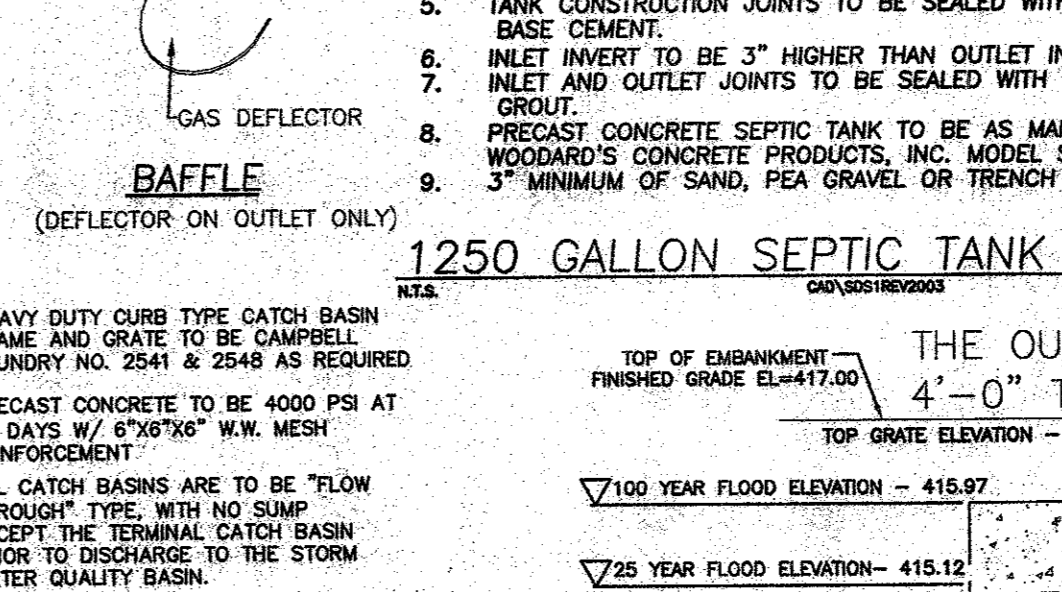 GAS DEFLECTOR
BAFFLE
(DEFLECTOR ON OUTLET ONLY)
5. TANK CONSTRUCTION JOINTS TO BE SEALED WITH
BASE CEMENT.
6. INLET INVERT TO BE 3" HIGHER THAN OUTLET
7. INLET AND OUTLET JOINTS TO BE SEALED WITH
GROUT.
8. PRECAST CONCRETE SEPTIC TANK TO BE AS
WOODARD'S CONCRETE PRODUCTS, INC. MODEL
9. 3" MINIMUM OF SAND, PEA GRAVEL OR TRENCH
1250 GALLON SEPTIC TANK
N.T.S.
CAD\SDS1REV2003
AVY DUTY CURB TYPE CATCH BASIN
AME AND GRATE TO BE CAMPBELL
UNDRY NO. 2541 & 2548 AS REQUIRED
ECAST CONCRETE TO BE 4000 PSI AT
DAYS W/ 6"X6"X6" W.W. MESH
NFORCEMENT
L CATCH BASINS ARE TO BE "FLOW
ROUGH" TYPE, WITH NO SUMP
CEPT THE TERMINAL CATCH BASIN
IOR TO DISCHARGE TO THE STORM
TER QUALITY BASIN.
THE OU
4'-0"
TOP OF EMBANKMENT
FINISHED GRADE EL=417.00
TOP GRATE ELEVATION -
100 YEAR FLOOD ELEVATION - 415.97
25 YEAR FLOOD ELEVATION- 415.12